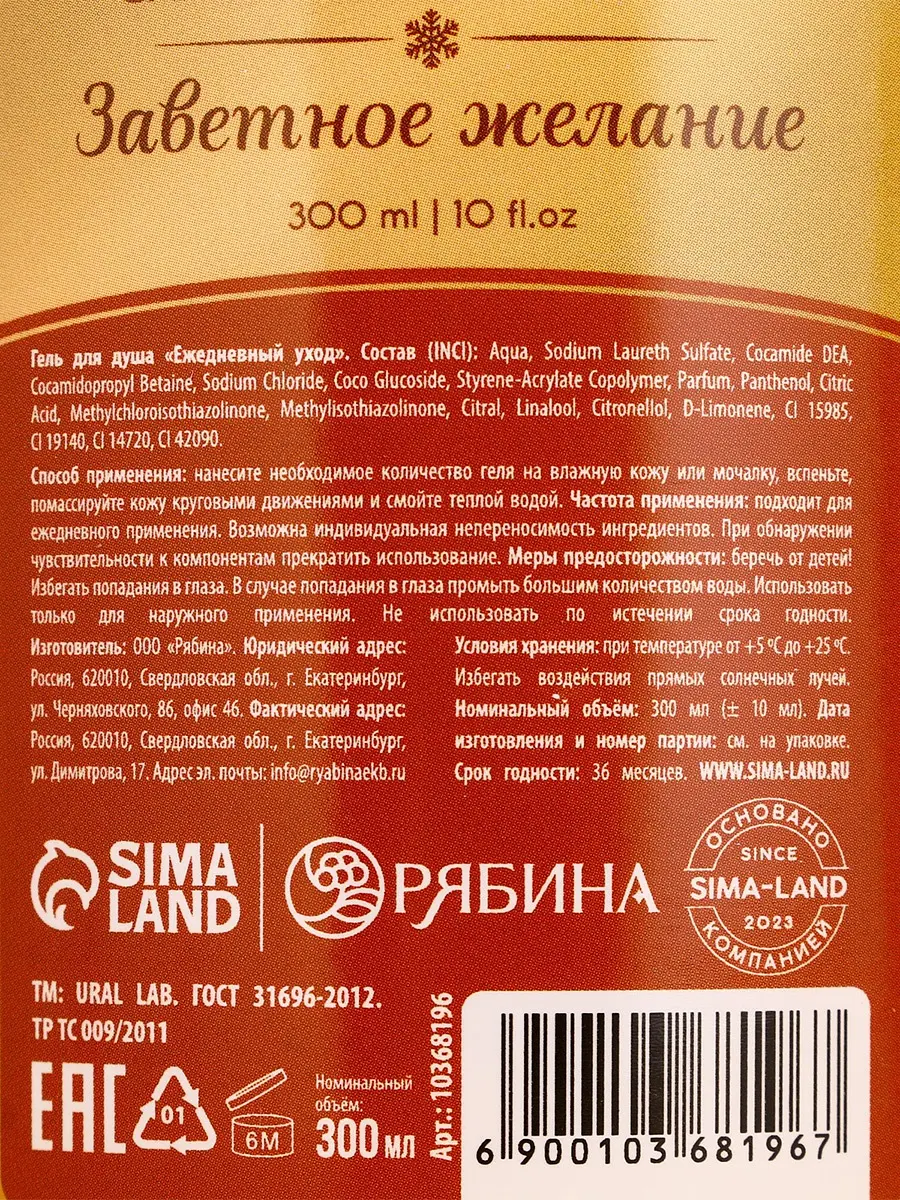 Заветное желание
300 ml | 10 fl.oz
Гель для душа «Ежедневный уход». Состав (INCI): Aqua, Sodium Laureth Sulfate, Cocamide DEA,
Cocamidopropyl Betaine, Sodium Chloride, Coco Glucoside, Styrene-Acrylate Copolymer, Parfum, Panthenol, Citric
Acid, Methylchloroisothiazolinone, Methylisothiazolinone, Citral, Linalool, Citronellol, D-Limonene, CI 15985,
CI 19140, CI 14720, CI 42090.
Способ применения: нанесите необходимое количество геля на влажную кожу или мочалку, вспеньте,
помассируйте кожу круговыми движениями и смойте теплой водой. Частота применения: подходит для
ежедневного применения. Возможна индивидуальная непереносимость ингредиентов. При обнаружении
чувствительности к компонентам прекратить использование. Меры предосторожности: беречь от детей!
Избегать попадания в глаза. В случае попадания в глаза промыть большим количеством воды. Использовать
только для наружного применения. Не использовать по истечении срока годности.
Изготовитель: ООО «Рябина». Юридический адрес:
Россия, 620010, Свердловская обл., г. Екатеринбург,
ул. Черняховского, 86, офис 46. Фактический адрес:
Россия, 620010, Свердловская обл., г. Екатеринбург,
ул. Димитрова, 17. Адрес эл. почты: info@ryabinaekb.ru
Условия хранения: при температуре от +5 ºC до +25 ºC.
Избегать воздействия прямых солнечных лучей.
Номинальный объём: 300 мл (± 10 мл). Дата
изготовления и номер партии: см. на упаковке.
Срок годности: 36 месяцев. WWW.SIMA-LAND.RU
SIMA
LAND
РЯБИНА
ОСНОВАНО
SINCE
SIMA-LAND
2023
КОМПАНИЕЙ
ТМ: URAL LAB. ГОСТ 31696-2012.
ТР ТС 009/2011
EAC
01
6M
Номинальный
объём:
300 мл
Арт.: 10368196
6 900103 681967